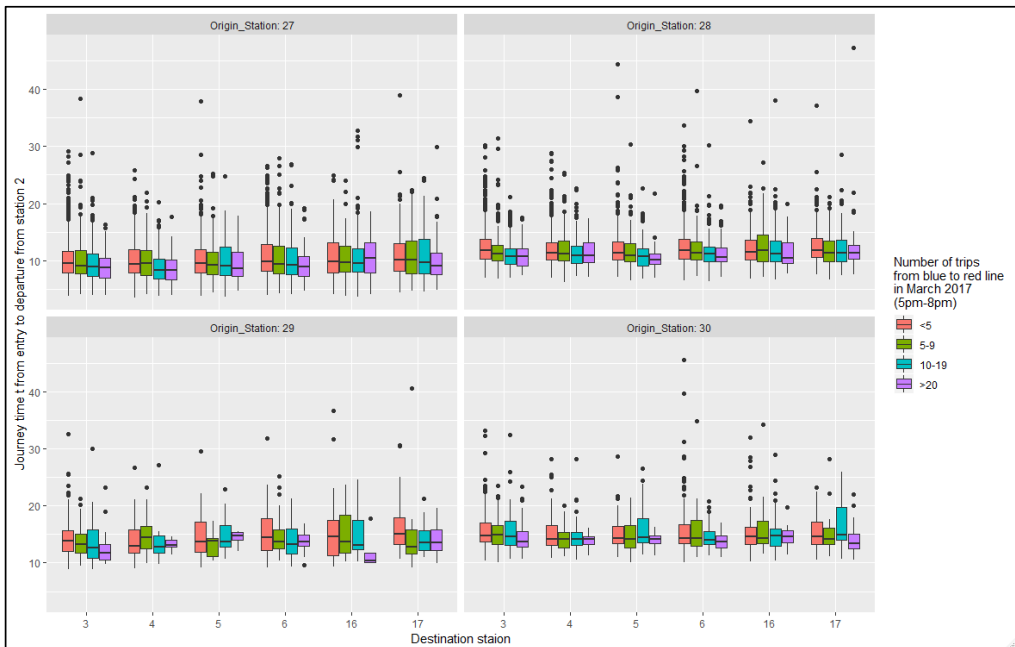 Origin_Station: 27
Origin_Station: 28
40
30
20
10
Origin_Station: 29
Origin_Station: 30
40
30
20
10
3
4
5
6
16
17
3
4
5
6
16
17
Destination staion
Journey time t from entry to departure from station 2
Number of trips
from blue to red line
in March 2017
(5pm-8pm)
<5
5-9
10-19
>20